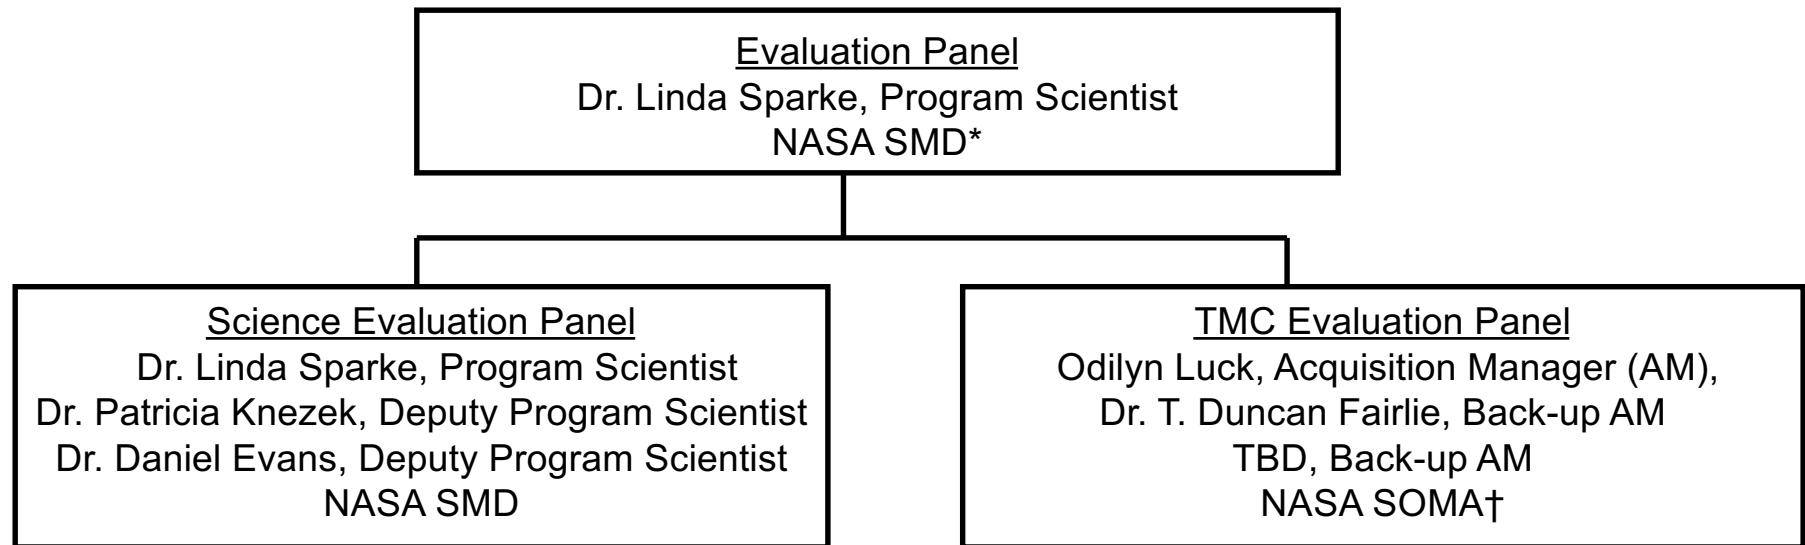 Evaluation Panel
Dr. Linda Sparke, Program Scientist
NASA SMD*
Science Evaluation Panel
Dr. Linda Sparke, Program Scientist
Dr. Patricia Knezek, Deputy Program Scientist
Dr. Daniel Evans, Deputy Program Scientist
NASA SMD
TMC Evaluation Panel
Odilyn Luck, Acquisition Manager (AM),
Dr. T. Duncan Fairlie, Back-up AM
TBD, Back-up AM
NASA SOMA†